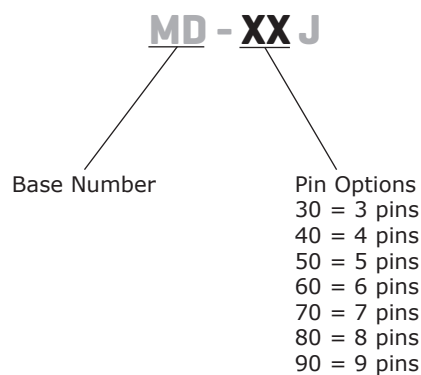 MD - XX J
Base Number
Pin Options
30 = 3 pins
40 = 4 pins
50 = 5 pins
60 = 6 pins
70 = 7 pins
80 = 8 pins
90 = 9 pins